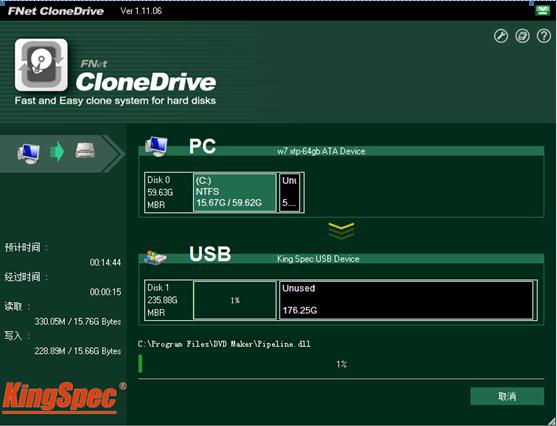 FNet CloneDrive Ver 1.11.06
FNet
CloneDrive
Fast and Easy clone system for hard disks
PC
w7 xtp-64gb ATA Device
Disk 0
59.63G
MBR
(C:)
NTFS
15.67G / 59.62G
Unu
5...
USB
King Spec USB Device
Disk 1
235.88G
MBR
1%
Unused
176.25G
预计时间 :
00:14:44
经过时间 :
00:00:15
读取 :
330.05M / 15.76G Bytes
写入 :
228.89M / 15.66G Bytes
C:\Program Files\DVD Maker\Pipeline.dll
1%
KingSpec®
取消